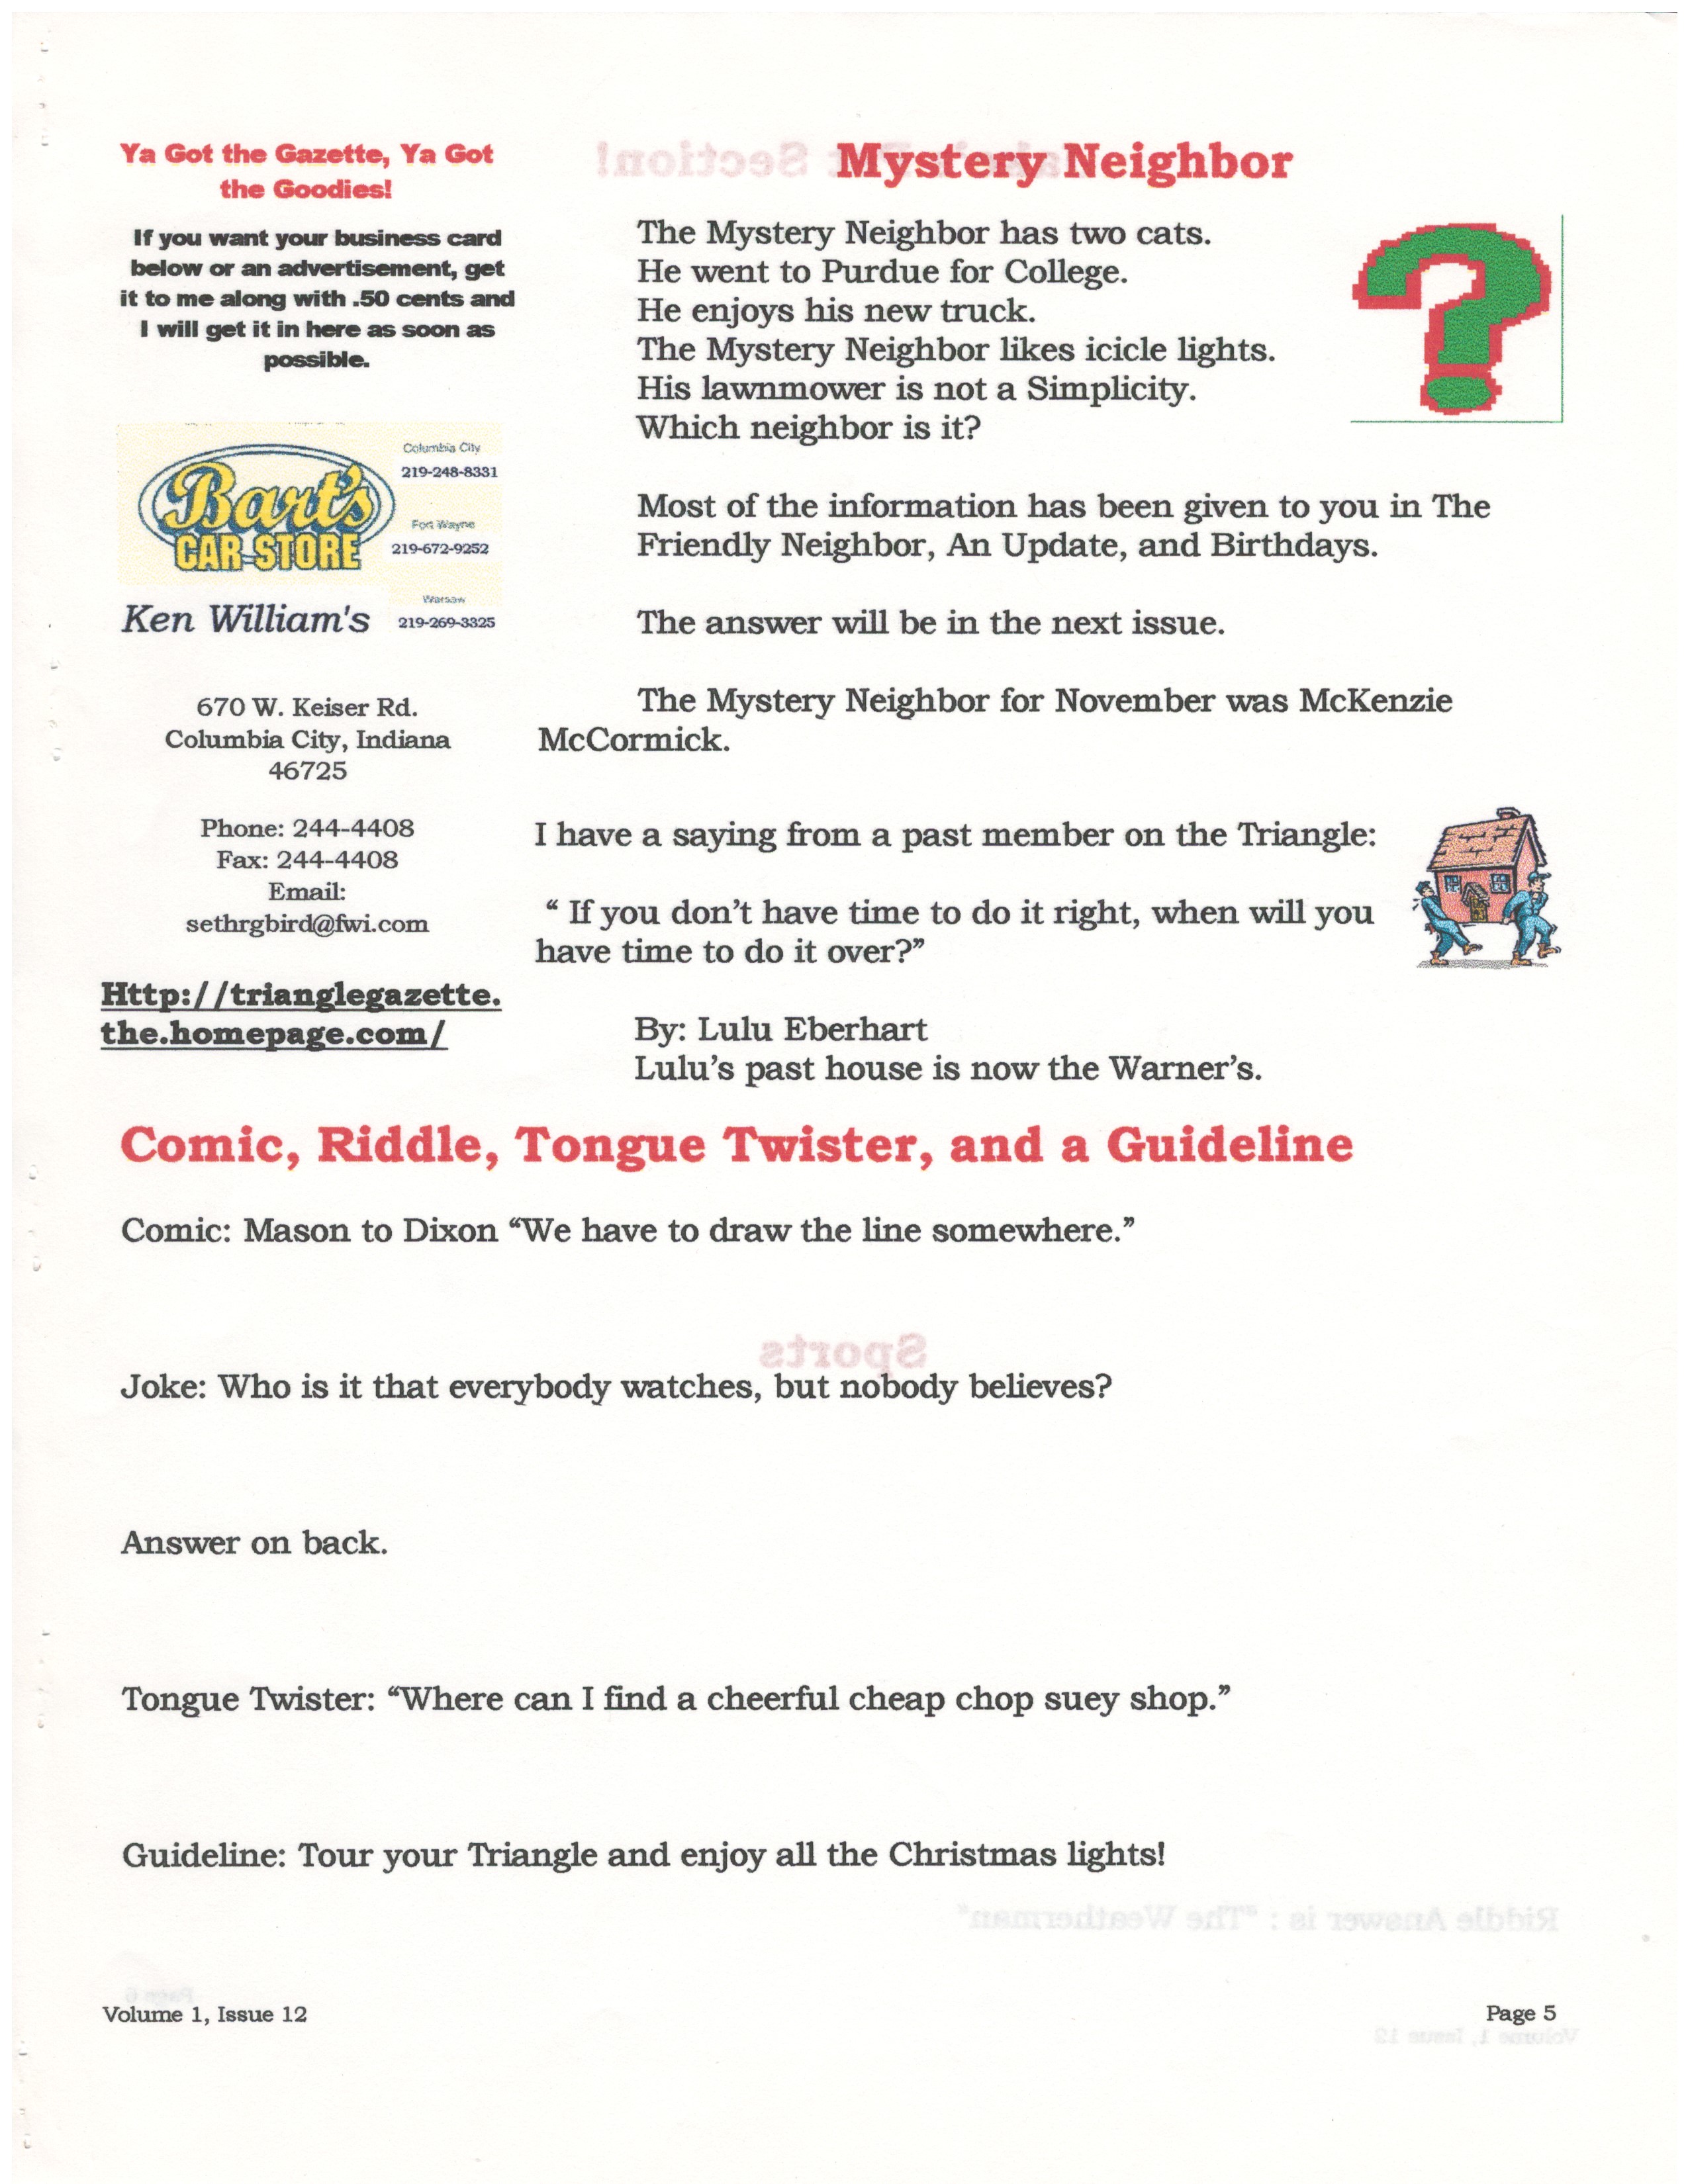 Ya Got the Gazette, Ya Got
the Goodies!
If you want your business card
below or an advertisement, get
it to me along with .50 cents and
I will get it in here as soon as
possible.
Bart's
CAR STORE
Columbia City
219-248-8331
Fort Wayne
219-672-9252
Warsaw
219-269-3325
Ken William's
670 W. Keiser Rd.
Columbia City, Indiana
46725
Phone: 244-4408
Fax: 244-4408
Email:
sethrgbird@fwi.com
Http://trianglegazette.
the.homepage.com/
Mystery Neighbor
The Mystery Neighbor has two cats.
He went to Purdue for College.
He enjoys his new truck.
The Mystery Neighbor likes icicle lights.
His lawnmower is not a Simplicity.
Which neighbor is it?
Most of the information has been given to you in The
Friendly Neighbor, An Update, and Birthdays.
The answer will be in the next issue.
The Mystery Neighbor for November was McKenzie
McCormick.
I have a saying from a past member on the Triangle:
“ If you don’t have time to do it right, when will you
have time to do it over?”
By: Lulu Eberhart
Lulu’s past house is now the Warner’s.
Comic, Riddle, Tongue Twister, and a Guideline
Comic: Mason to Dixon “We have to draw the line somewhere.”
Sports
Joke: Who is it that everybody watches, but nobody believes?
Answer on back.
Tongue Twister: “Where can I find a cheerful cheap chop suey shop.”
Guideline: Tour your Triangle and enjoy all the Christmas lights!
Riddle Answer is : "The Weatherman"
Page 6
Volume 1, Issue 12
Page 5
Volume 1, Issue 12